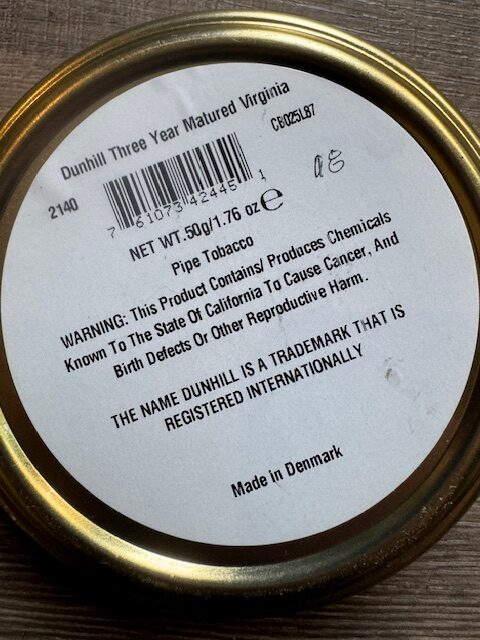 Dunhill Three Year Matured Virginia
CB025L87
2140
7 61073 42445 1
NET WT.50g/1.76 oz ℮
08
Pipe Tobacco
WARNING: This Product Contains/ Produces Chemicals
Known To The State Of California To Cause Cancer, And
Birth Defects Or Other Reproductive Harm.
THE NAME DUNHILL IS A TRADEMARK THAT IS
REGISTERED INTERNATIONALLY
Made in Denmark